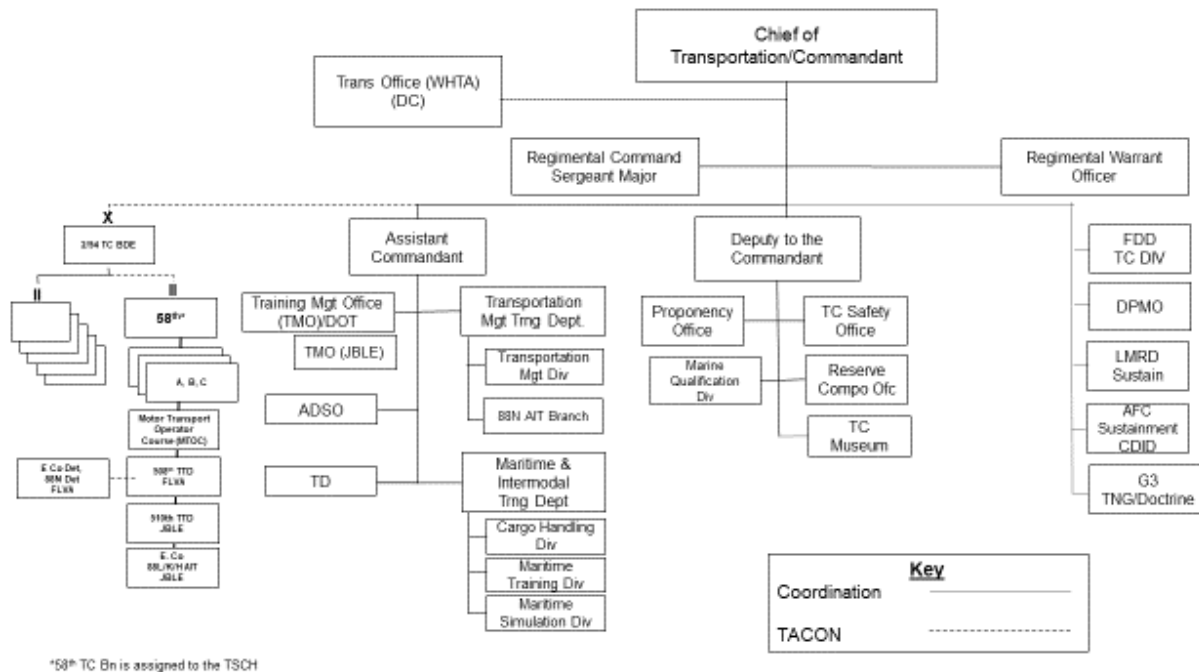 Chief of
Transportation/Commandant
Trans Office (WHTA)
(DC)
Regimental Command
Sergeant Major
Regimental Warrant
Officer
X
TC BDE
Assistant
Commandant
Deputy to the
Commandant
FDD
TC DIV
II
II
58th*
Training Mgt Office
(TMO)/DOT
Transportation
Mgt Trng Dept.
Proponency
Office
TC Safety
Office
DPMO
TMO (JBLE)
Transportation
Mgt Div
Marine
Qualification
Div
Reserve
Compo Ofc
LMRD
Sustain
A, B, C
ADSO
88N AIT Branch
TC
Museum
AFC
Sustainment
CDID
Motor Transport
Operator
Course (MTOC)
E Co Det,
88M Det
FLVA
TTO
FLVA
TD
Maritime &
Intermodal
Trng Dept
G3
TNG/Doctrine
TTO
JBLE
Cargo Handling
Div
E. Co
88L/K/H AIT
JBLE
Maritime
Training Div
Maritime
Simulation Div
Key
Coordination
TACON
*58th TC Bn is assigned to the TSCH